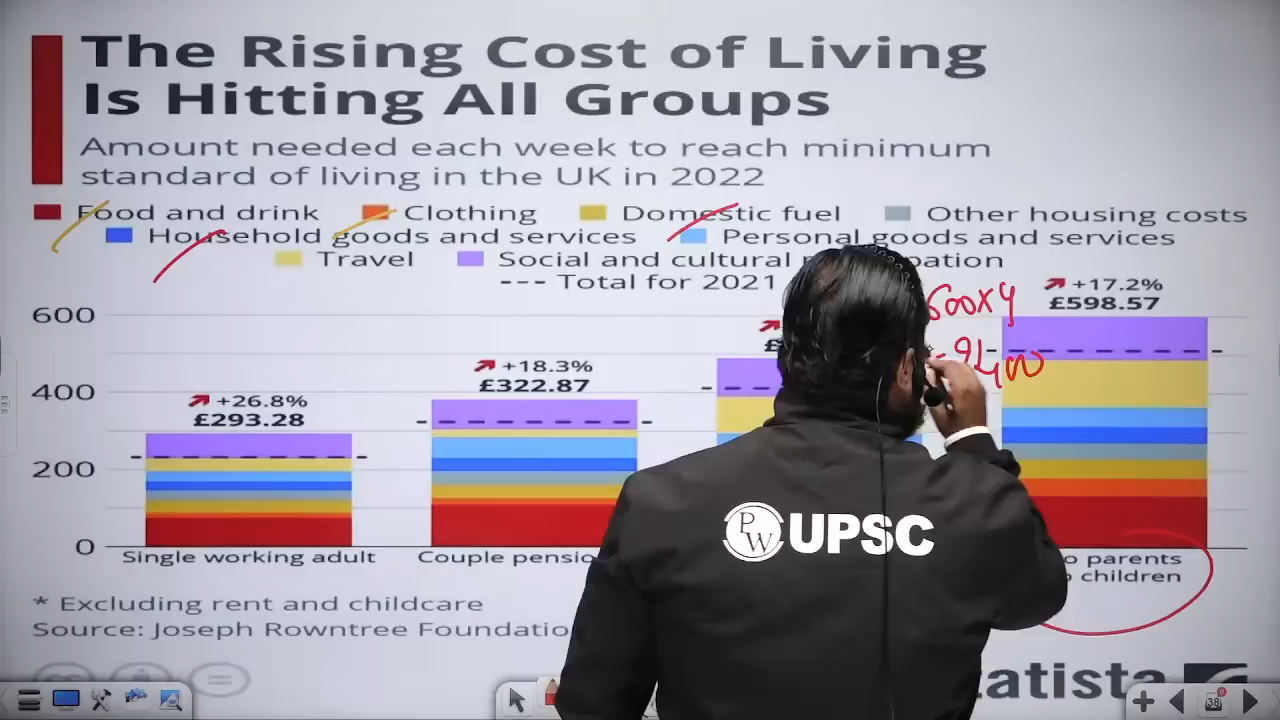 The Rising Cost of Living
Is Hitting All Groups
Amount needed each week to reach minimum
standard of living in the UK in 2022
Food and drink Clothing Domestic fuel Other housing costs
Household goods and services Personal goods and services
Travel Social and cultural
--- Total for 2021
600
400
200
0
+26.8%
£293.28
+18.3%
£322.87
+17.2%
£598.57
600x4
Single working adult
Couple
parents
children
* Excluding rent and childcare
Source: Joseph Rowntree
PW UPSC
38